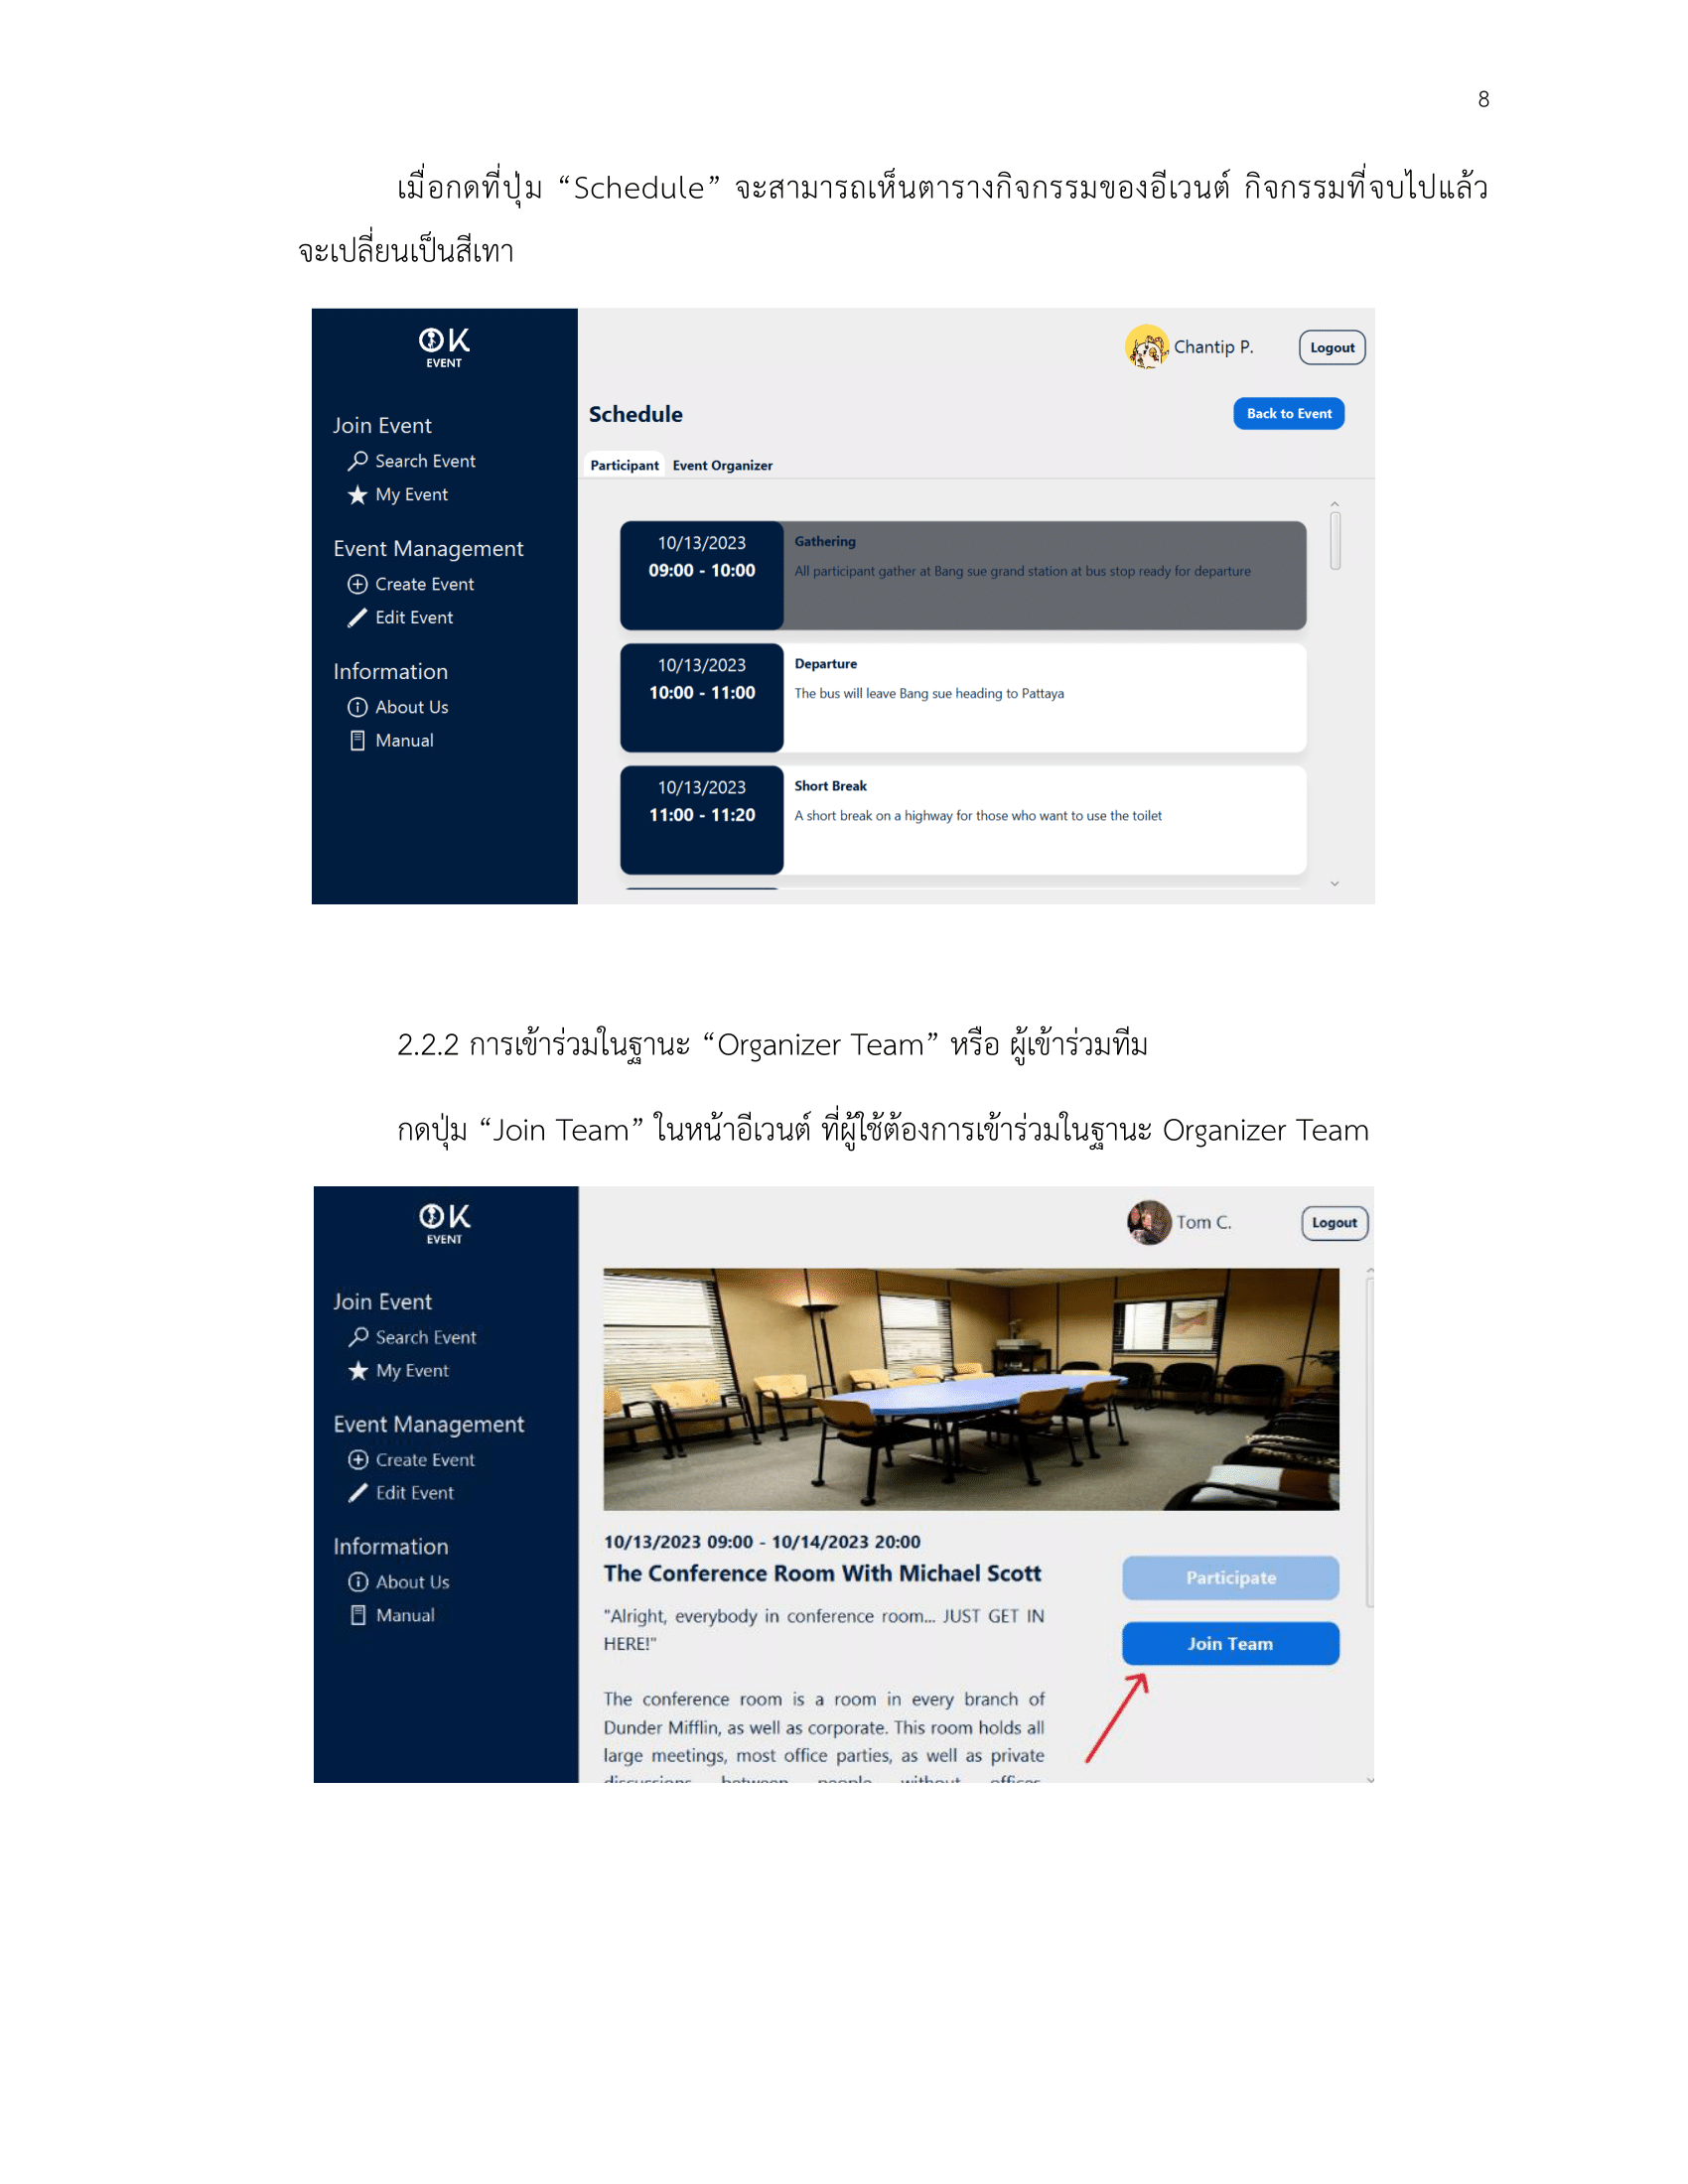 8
เมื่อกดที่ปุ่ม “Schedule” จะสามารถเห็นตารางกิจกรรมของอีเวนต์ กิจกรรมที่จบไปแล้ว
จะเปลี่ยนเป็นสีเทา
OK
EVENT
Chantip P.
Logout
Join Event
Search Event
My Event
Event Management
Create Event
Edit Event
Information
About Us
Manual
Schedule
Back to Event
Participant Event Organizer
10/13/2023
09:00 - 10:00
Gathering
All participant gather at Bang sue grand station at bus stop ready for departure
10/13/2023
10:00 - 11:00
Departure
The bus will leave Bang sue heading to Pattaya
10/13/2023
11:00 - 11:20
Short Break
A short break on a highway for those who want to use the toilet
2.2.2 การเข้าร่วมในฐานะ “Organizer Team” หรือ ผู้เข้าร่วมทีม
กดปุ่ม “Join Team” ในหน้าอีเวนต์ ที่ผู้ใช้ต้องการเข้าร่วมในฐานะ Organizer Team
OK
EVENT
Tom C.
Logout
Join Event
Search Event
My Event
Event Management
Create Event
Edit Event
Information
About Us
Manual
10/13/2023 09:00 - 10/14/2023 20:00
The Conference Room With Michael Scott
"Alright, everybody in conference room... JUST GET IN
HERE!"
The conference room is a room in every branch of
Dunder Mifflin, as well as corporate. This room holds all
large meetings, most office parties, as well as private
discussions between people without offices.
Participate
Join Team